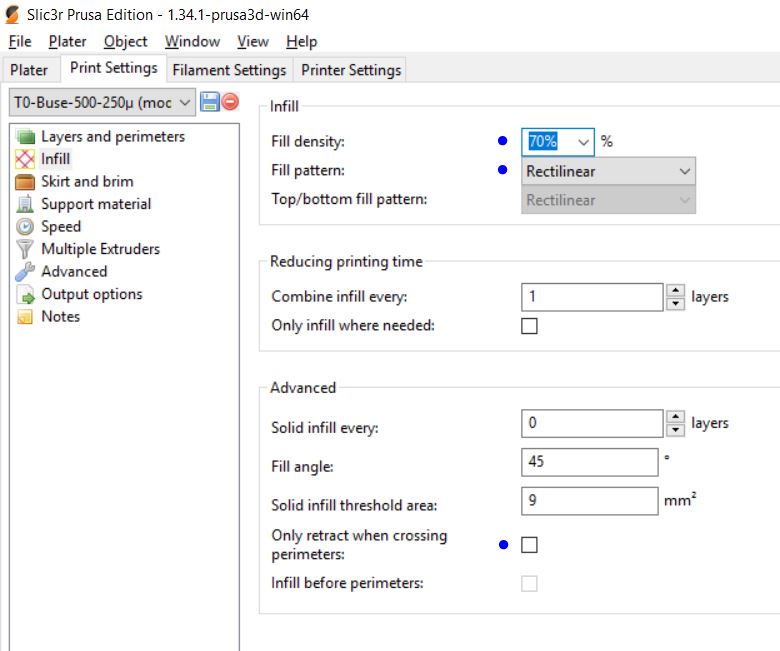 Slic3r Prusa Edition - 1.34.1-prusa3d-win64
File Plater Object Window View Help
Plater Print Settings Filament Settings Printer Settings
T0-Buse-500-250µ (moc
Layers and perimeters
Infill
Skirt and brim
Support material
Speed
Multiple Extruders
Advanced
Output options
Notes
Infill
Fill density: 70% %
Fill pattern: Rectilinear
Top/bottom fill pattern: Rectilinear
Reducing printing time
Combine infill every: 1 layers
Only infill where needed:
Advanced
Solid infill every: 0 layers
Fill angle: 45 °
Solid infill threshold area: 9 mm²
Only retract when crossing
perimeters:
Infill before perimeters: